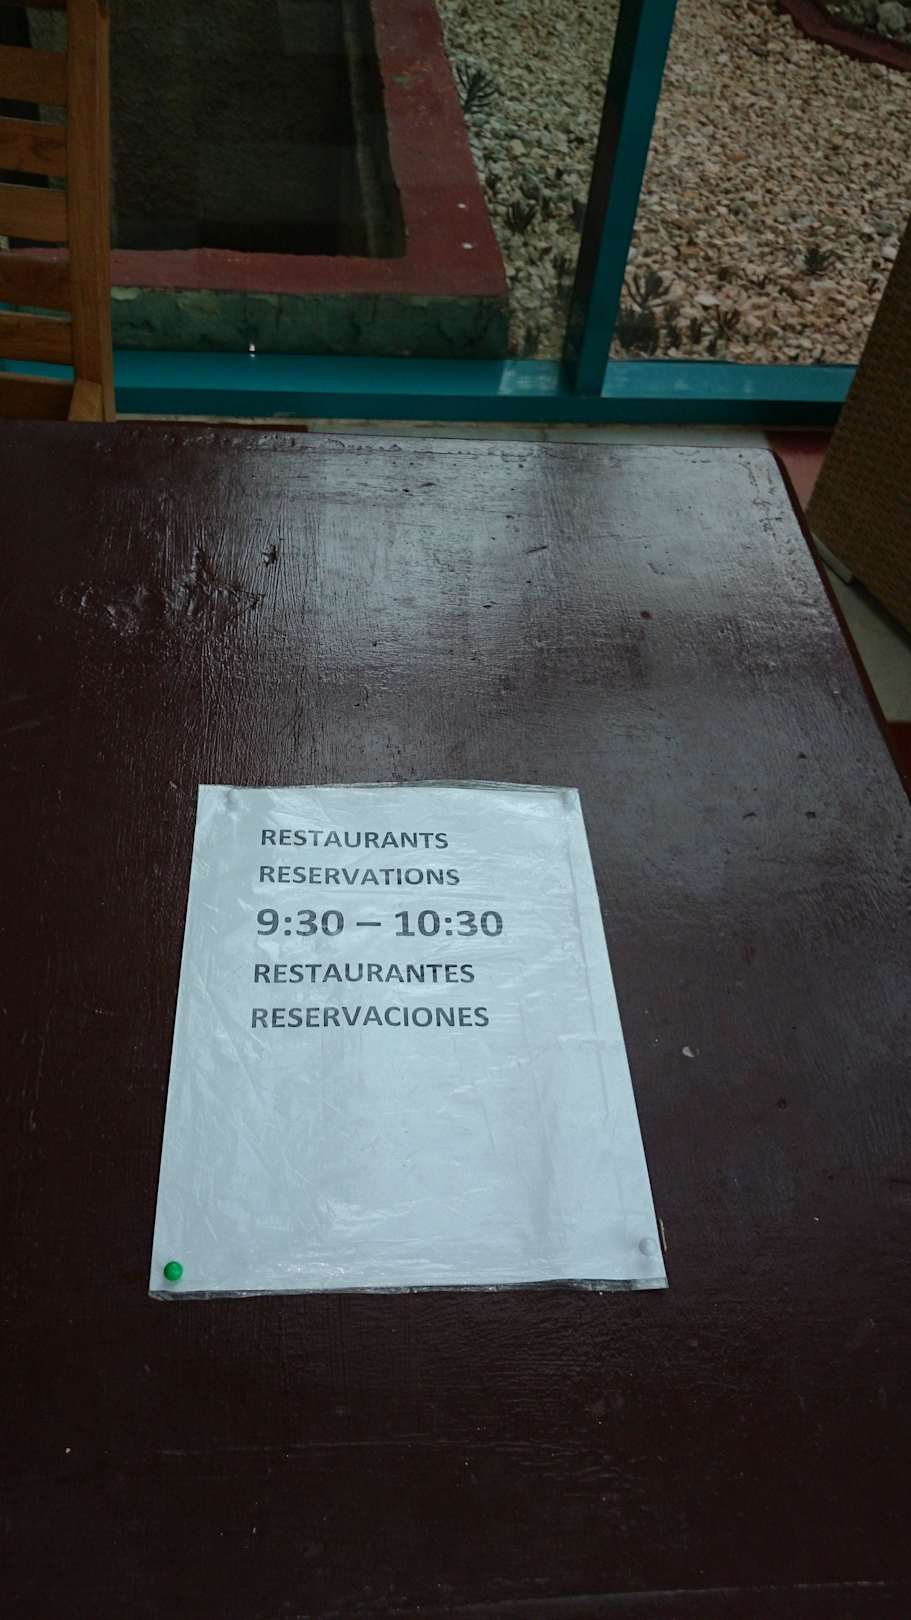 RESTAURANTS
RESERVATIONS
9:30 – 10:30
RESTAURANTES
RESERVACIONES